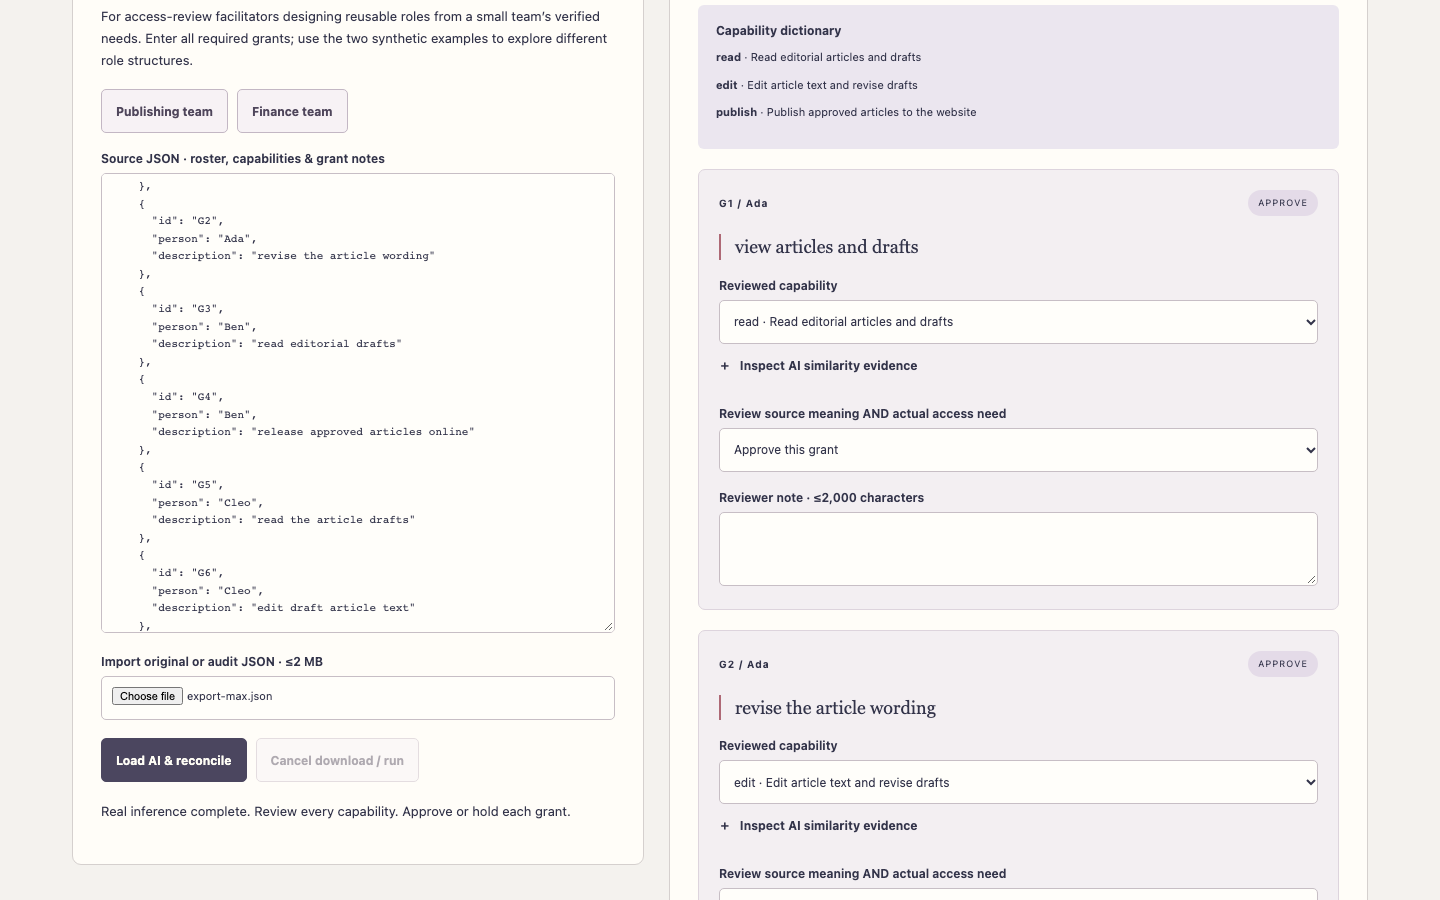 For access-review facilitators designing reusable roles from a small team's verified
needs. Enter all required grants; use the two synthetic examples to explore different
role structures.
Publishing team
Finance team
Source JSON · roster, capabilities & grant notes
},
{
"id": "G2",
"person": "Ada",
"description": "revise the article wording"
},
{
"id": "G3",
"person": "Ben",
"description": "read editorial drafts"
},
{
"id": "G4",
"person": "Ben",
"description": "release approved articles online"
},
{
"id": "G5",
"person": "Cleo",
"description": "read the article drafts"
},
{
"id": "G6",
"person": "Cleo",
"description": "edit draft article text"
},
Import original or audit JSON · ≤2 MB
Choose file export-max.json
Load AI & reconcile
Cancel download / run
Real inference complete. Review every capability. Approve or hold each grant.
Capability dictionary
read · Read editorial articles and drafts
edit · Edit article text and revise drafts
publish · Publish approved articles to the website
G1 / Ada
APPROVE
view articles and drafts
Reviewed capability
read · Read editorial articles and drafts
+ Inspect AI similarity evidence
Review source meaning AND actual access need
Approve this grant
Reviewer note · ≤2,000 characters
G2 / Ada
APPROVE
revise the article wording
Reviewed capability
edit · Edit article text and revise drafts
+ Inspect AI similarity evidence
Review source meaning AND actual access need